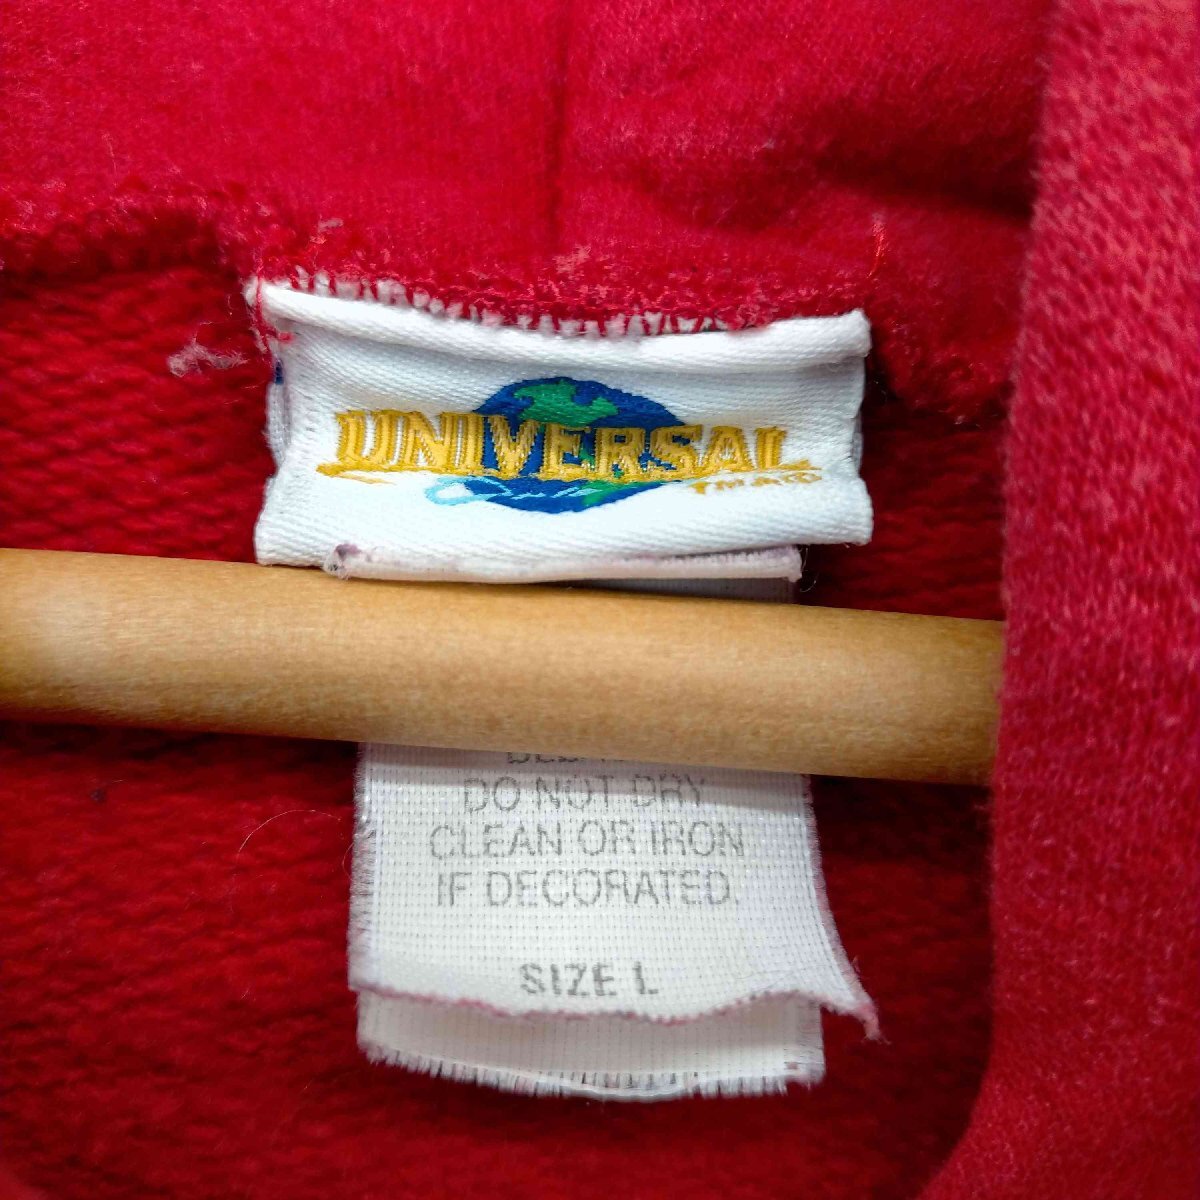 UNIVERSAL
DO NOT DRY
CLEAN OR IRON
IF DECORATED.
SIZE L